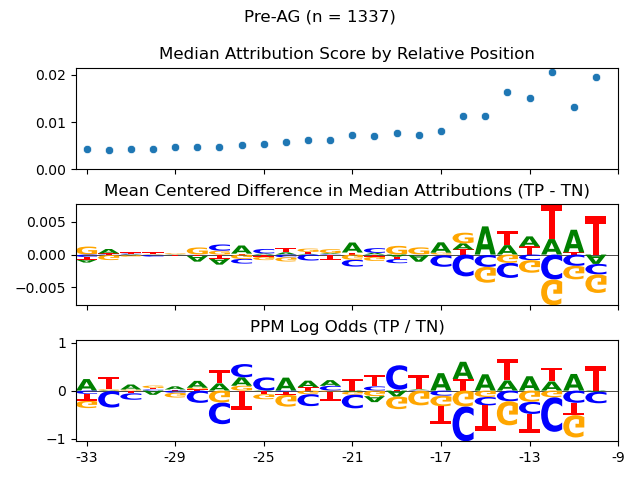 Pre-AG (n = 1337)
Median Attribution Score by Relative Position
0.02
0.01
0.00
Mean Centered Difference in Median Attributions (TP - TN)
0.005
0.000
−0.005
PPM Log Odds (TP / TN)
1
0
−1
-33 -29 -25 -21 -17 -13 -9